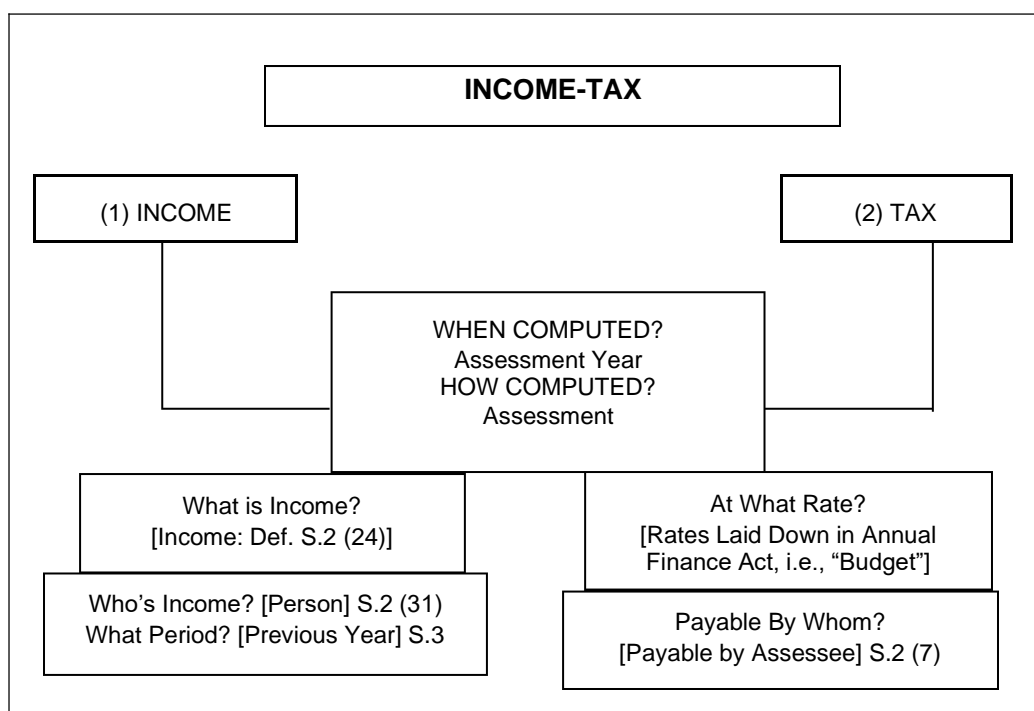 INCOME-TAX
(1) INCOME
(2) TAX
WHEN COMPUTED?
Assessment Year
HOW COMPUTED?
Assessment
What is Income?
[Income: Def. S.2 (24)]
Who's Income? [Person] S.2 (31)
What Period? [Previous Year] S.3
At What Rate?
[Rates Laid Down in Annual
Finance Act, i.e., “Budget”]
Payable By Whom?
[Payable by Assessee] S.2 (7)